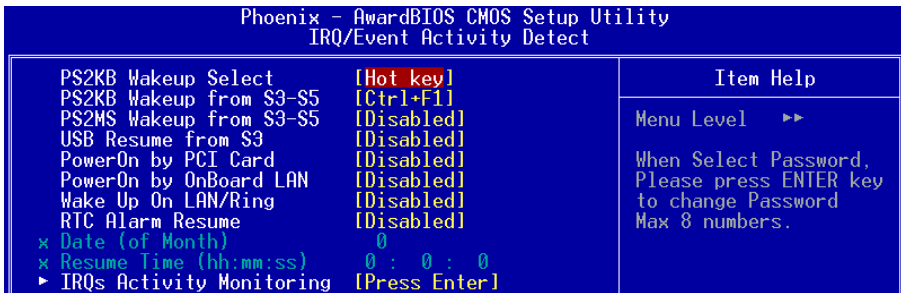 Phoenix - AwardBIOS CMOS Setup Utility
IRQ/Event Activity Detect
PS2KB Wakeup Select [Hot key]
PS2KB Wakeup from S3-S5 [Ctrl+F1]
PS2MS Wakeup from S3-S5 [Disabled]
USB Resume from S3 [Disabled]
PowerOn by PCI Card [Disabled]
PowerOn by OnBoard LAN [Disabled]
Wake Up On LAN/Ring [Disabled]
RTC Alarm Resume [Disabled]
x Date (of Month) 0
x Resume Time (hh:mm:ss) 0 : 0 : 0
► IRQs Activity Monitoring [Press Enter]
Item Help
Menu Level ►►
When Select Password,
Please press ENTER key
to change Password
Max 8 numbers.